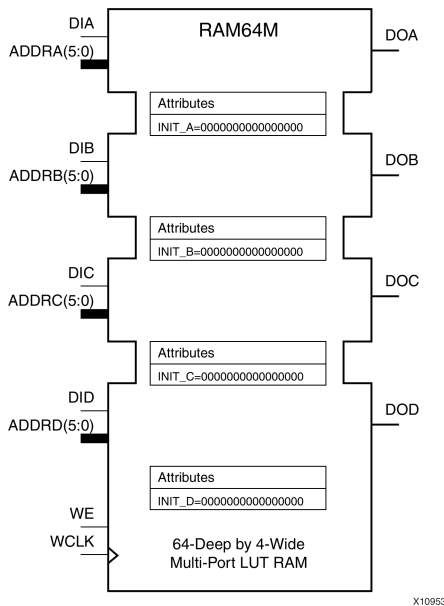 RAM64M
DIA
ADDRA(5:0)
DOA
Attributes
INIT_A=0000000000000000
DIB
ADDRB(5:0)
DOB
Attributes
INIT_B=0000000000000000
DIC
ADDRC(5:0)
DOC
Attributes
INIT_C=0000000000000000
DID
ADDRD(5:0)
DOD
Attributes
INIT_D=0000000000000000
WE
WCLK
64-Deep by 4-Wide
Multi-Port LUT RAM
X10953